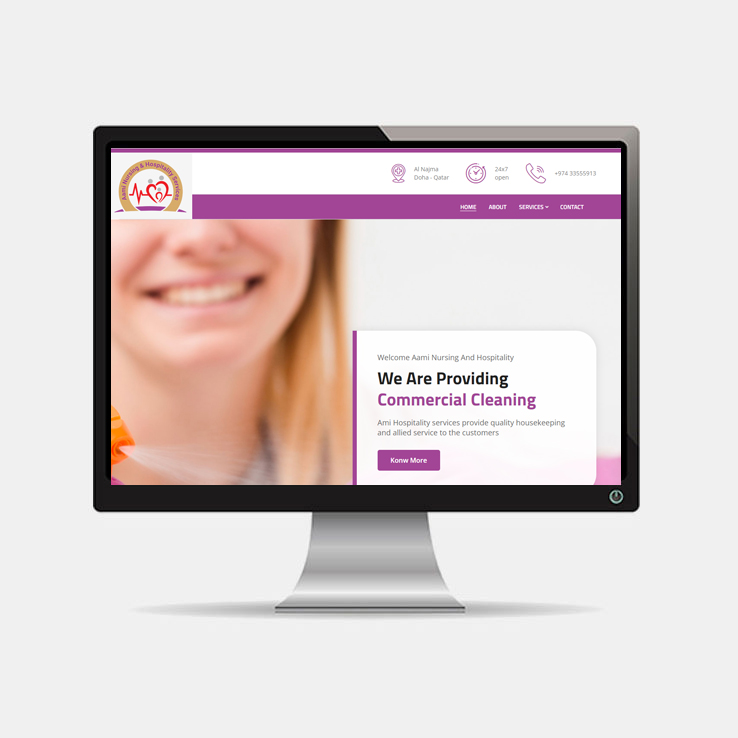 Aami Nursing & Hospitality Services
Al Najma
Doha - Qatar
24x7
open
+974 33555913
HOME
ABOUT
SERVICES
CONTACT
Welcome Aami Nursing And Hospitality
We Are Providing
Commercial Cleaning
Ami Hospitality services provide quality housekeeping
and allied service to the customers
Konw More